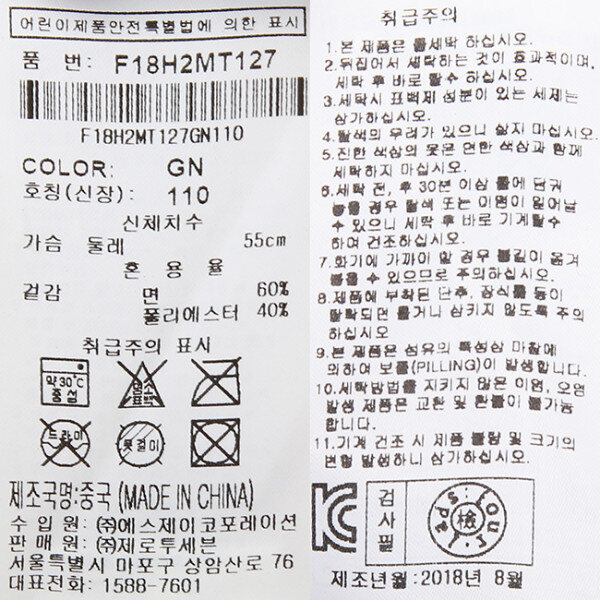 어린이제품안전특별법에 의한 표시
품 번: F18H2MT127
F18H2MT127GN110
COLOR: GN
호칭(신장): 110
신체치수
가슴 둘레 55cm
혼 용 율
겉감 면 60%
폴리에스터 40%
취급주의 표시
약30℃
중성
염소
표백
드라이
옷걸이
제조국명:중국 (MADE IN CHINA)
수 입 원 : ㈜에스제이코포레이션
판 매 원 : ㈜제로투세븐
서울특별시 마포구 상암산로 76
대표전화: 1588-7601
취급주의
1.본 제품은 물세탁 하십시오.
2.뒤집어서 세탁하는 것이 효과적이며,
세탁 후 바로 탈수 하십시오.
3.세탁시 표백제 성분이 있는 세제는
삼가하십시오.
4.탈색의 우려가 있으니 삶지 마십시오.
5.진한 색상의 옷은 연한 색상과 함께
세탁하지 마십시오.
6.세탁 전, 후 30분 이상 물에 담궈
놓을 경우 탈색 또는 이염이 일어날
수 있으니 세탁 후 바로 기계탈수
하여 건조하십시오.
7.화기에 가까이 할 경우 불길이 옮겨
붙을 수 있으므로 주의하십시오.
8.제품에 부착된 단추, 장식물 등이
탈락되면 물거나 삼키지 않도록 주의
하십시오
9.본 제품은 섬유의 특성상 마찰에
의하여 보풀(PILLING)이 발생합니다.
10.세탁방법을 지키지 않은 이염, 오염
발생 제품은 교환 및 환불이 불가능
합니다.
11.기계 건조 시 제품 불량 및 크기의
변형 발생하니 삼가하십시오.
검
사
필
檢
제조년월 : 2018년 8월